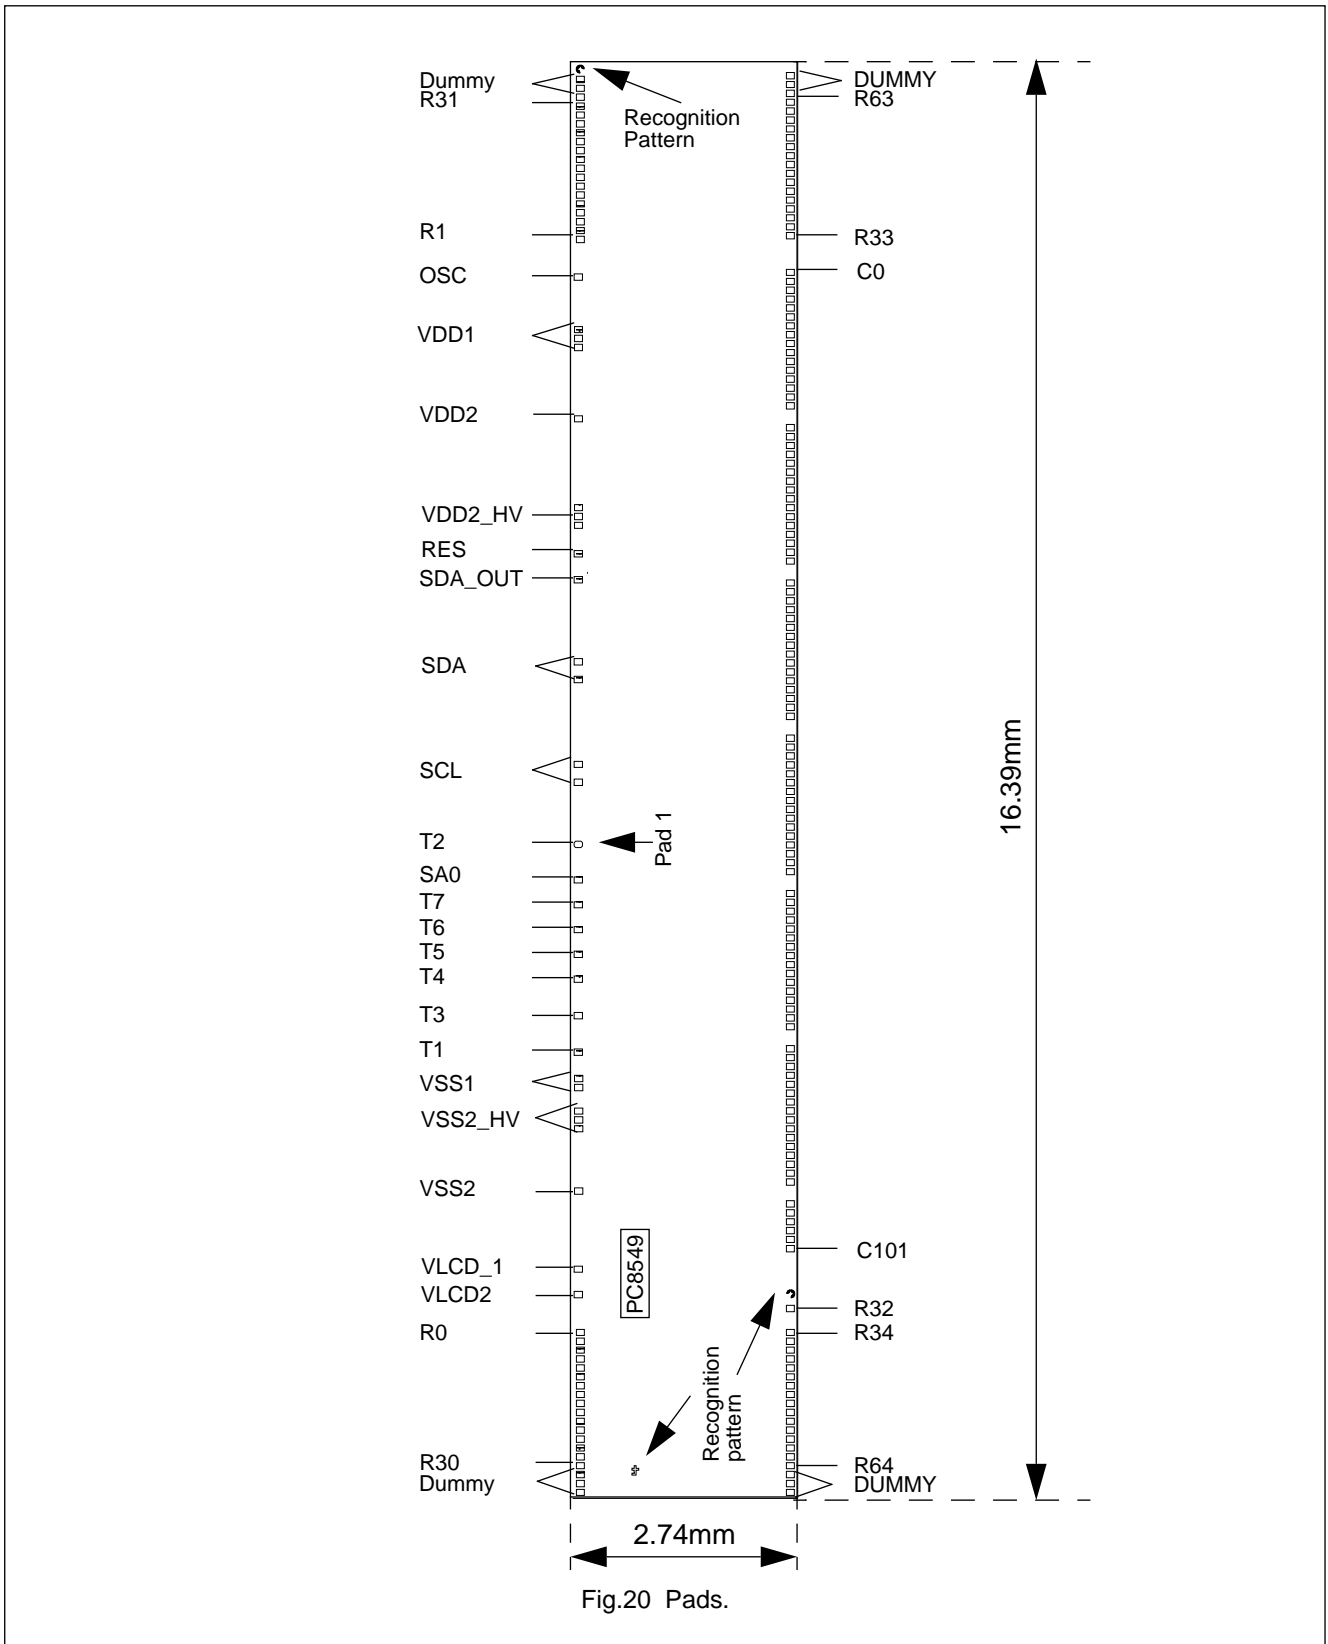 Dummy
R31
R1
OSC
VDD1
VDD2
VDD2_HV
RES
SDA_OUT
SDA
SCL
T2
SA0
T7
T6
T5
T4
T3
T1
VSS1
VSS2_HV
VSS2
VLCD_1
VLCD2
R0
R30
Dummy
Recognition
Pattern
Pad 1
PC8549
Recognition
pattern
DUMMY
R63
R33
C0
C101
R32
R34
R64
DUMMY
16.39mm
2.74mm
Fig.20 Pads.